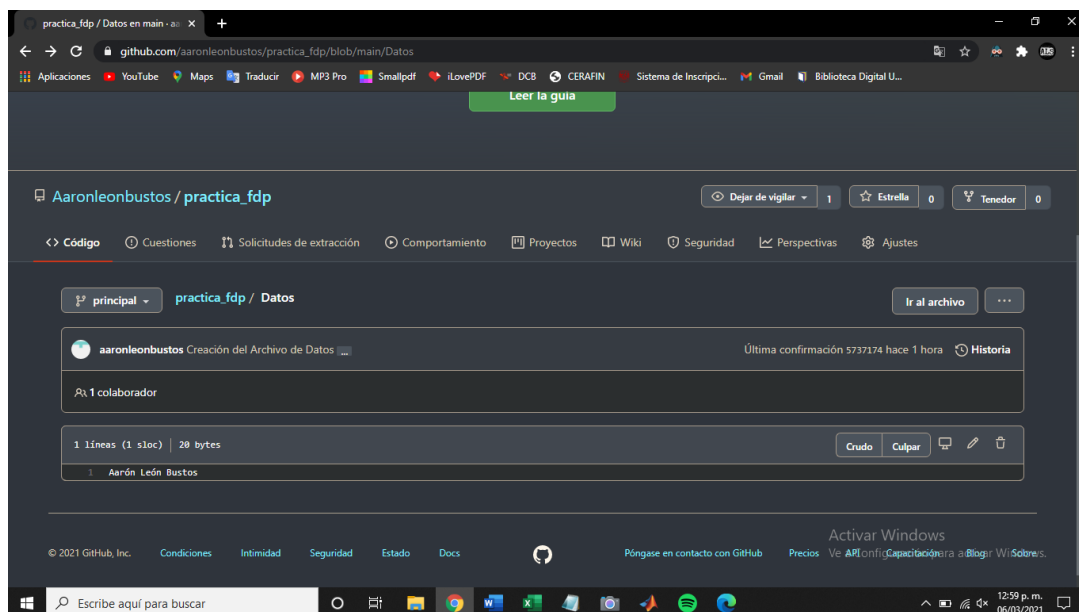 practica_fdp / Datos en main · aa
github.com/aaronleonbustos/practica_fdp/blob/main/Datos
Aplicaciones YouTube Maps Traducir MP3 Pro Smallpdf iLovePDF DCB CERAFIN Sistema de Inscripci... Gmail Biblioteca Digital U...
Leer la guía
Aaronleonbustos / practica_fdp
Dejar de vigilar 1 Estrella 0 Tenedor 0
Código Cuestiones Solicitudes de extracción Comportamiento Proyectos Wiki Seguridad Perspectivas Ajustes
principal practica_fdp / Datos Ir al archivo ...
aaronleonbustos Creación del Archivo de Datos ... Última confirmación 5737174 hace 1 hora Historia
1 colaborador
1 líneas (1 sloc) | 20 bytes Crudo Culpar
1 Aarón León Bustos
Activar Windows
© 2021 GitHub, Inc. Condiciones Intimidad Seguridad Estado Docs Póngase en contacto con GitHub Precios API Blog Sobre
Escribe aquí para buscar
12:59 p. m.
06/03/2021